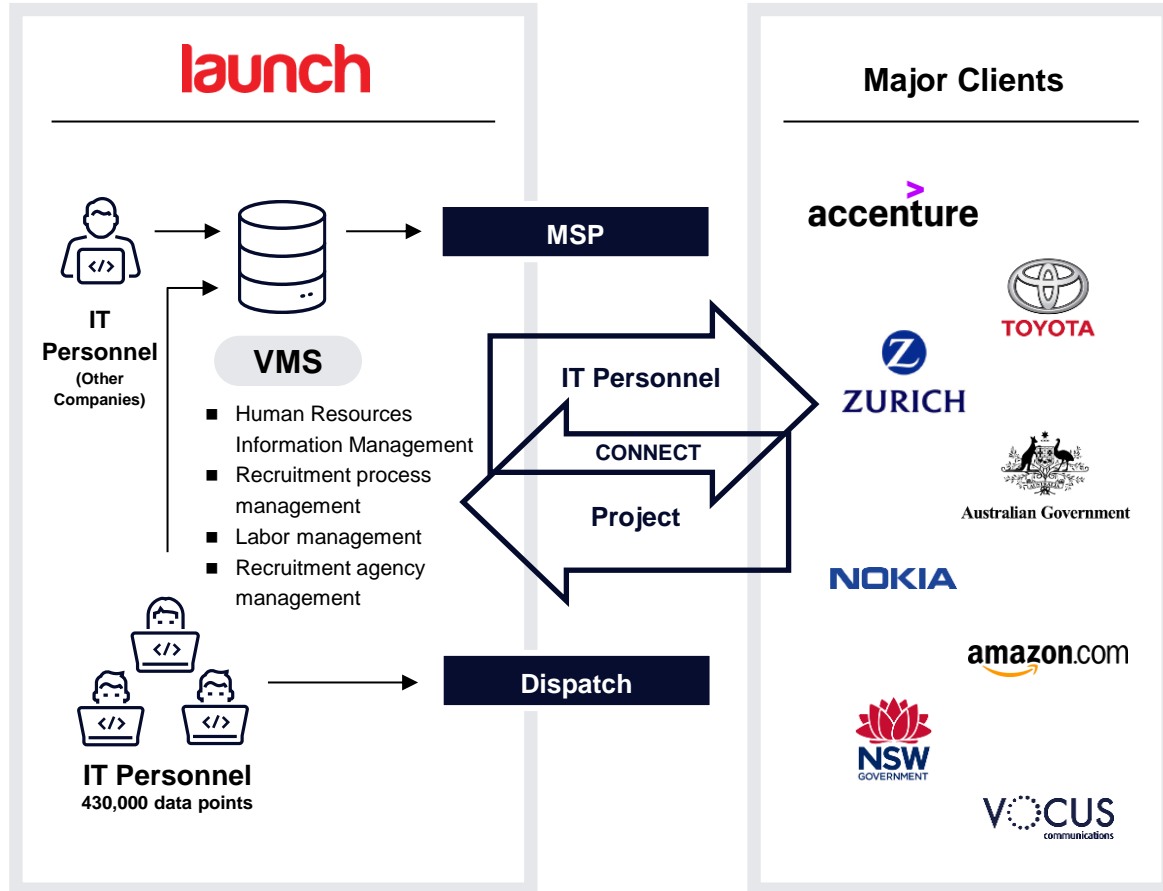 launch
</>
IT
Personnel
(Other
Companies)
VMS
■ Human Resources
Information Management
■ Recruitment process
management
■ Labor management
■ Recruitment agency
management
</>
</>
</>
IT Personnel
430,000 data points
MSP
IT Personnel
CONNECT
Project
Dispatch
Major Clients
accenture
TOYOTA
Z
ZURICH
AUSTRALIA
Australian Government
NOKIA
amazon.com
NSW
GOVERNMENT
VOCUS
communications